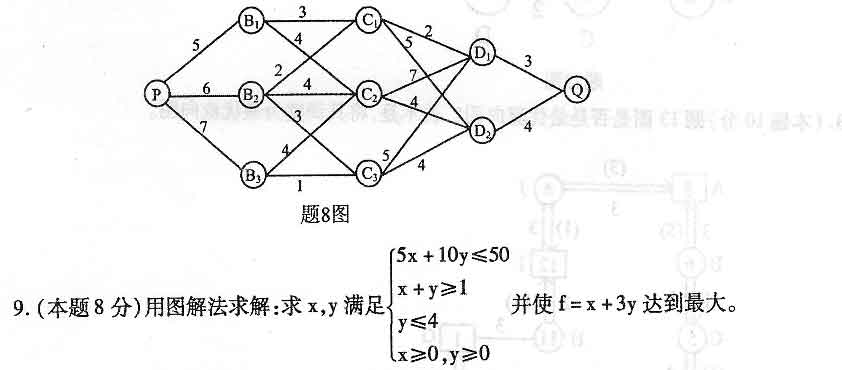 B₁ 3 C₁
5 4 2 5 D₁ 3
P 6 B₂ 2 4 C₂ 7 Q
7 3 4 D₂ 4
4 5 4
B₃ 1 C₃
题8图
9.(本题8分)用图解法求解:求x,y满足 并使f=x+3y达到最大。
5x+10y≤50
x+y≥1
y≤4
x≥0,y≥0